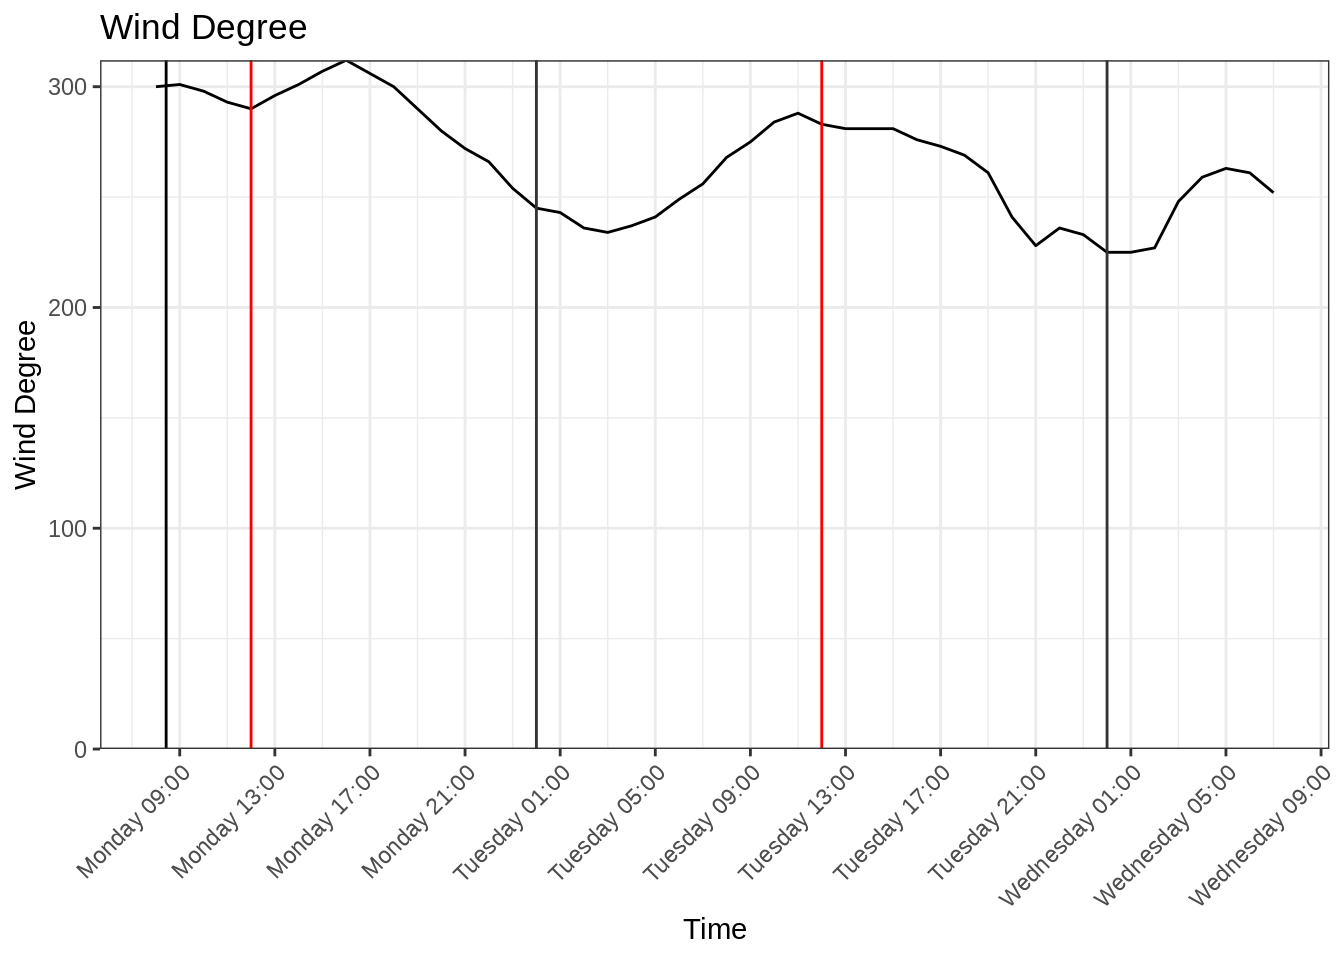 Wind Degree
300
200
100
0
Wind Degree
Monday 09:00
Monday 13:00
Monday 17:00
Monday 21:00
Tuesday 01:00
Tuesday 05:00
Tuesday 09:00
Tuesday 13:00
Tuesday 17:00
Tuesday 21:00
Wednesday 01:00
Wednesday 05:00
Wednesday 09:00
Time